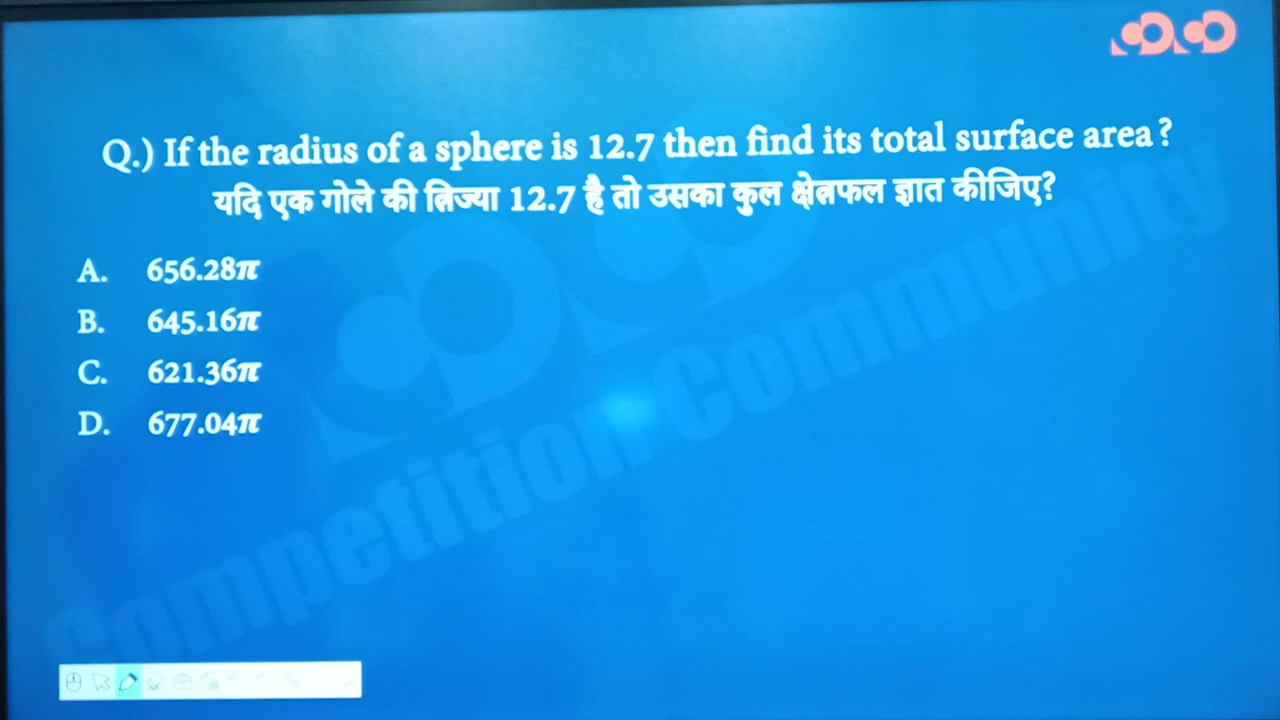 Q.) If the radius of a sphere is 12.7 then find its total surface area?
यदि एक गोले की त्रिज्या 12.7 है तो उसका कुल क्षेत्रफल ज्ञात कीजिए?
A. 656.28π
B. 645.16π
C. 621.36π
D. 677.04π
Competition Community